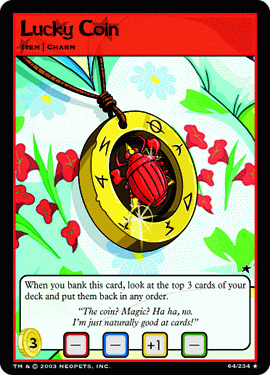 Lucky Coin
Item | Charm
When you bank this card, look at the top 3 cards of your
deck and put them back in any order.
"The coin? Magic? Ha ha, no.
I'm just naturally good at cards!"
3
— — +1 —
TM & © 2003 NEOPETS, INC. 64/234 ★